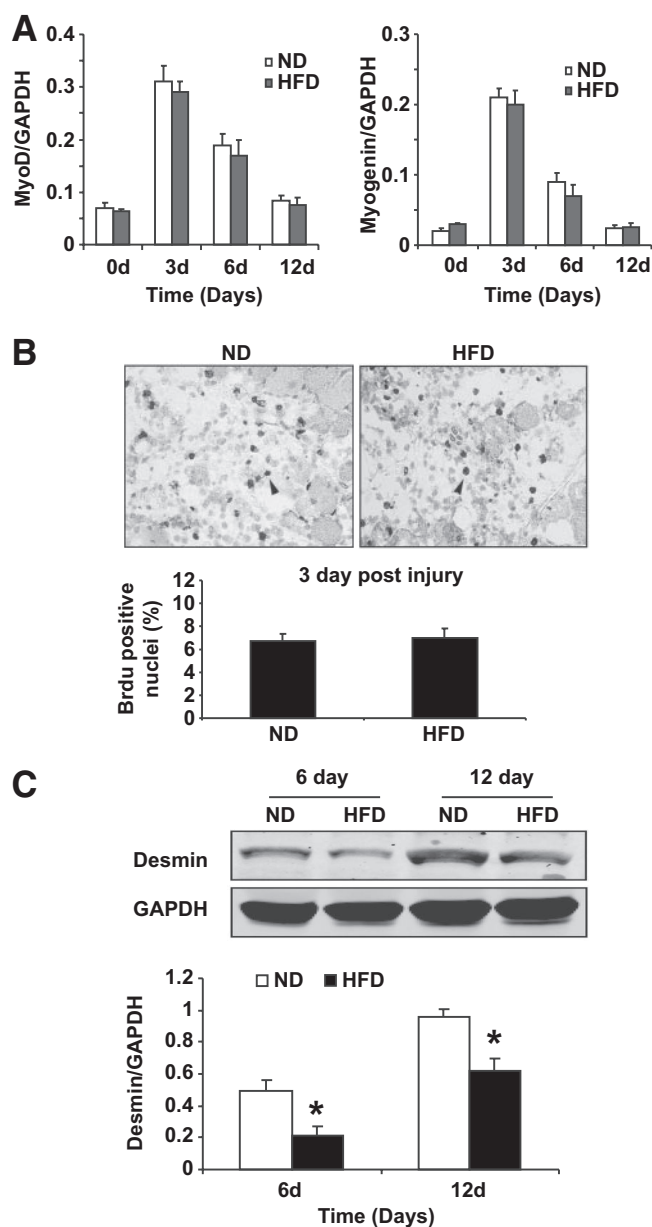 A
MyoD/GAPDH
0.4
0.3
0.2
0.1
0
ND
HFD
0d 3d 6d 12d
Time (Days)
Myogenin/GAPDH
0.3
0.2
0.1
0
ND
HFD
0d 3d 6d 12d
Time (Days)
B
ND HFD
3 day post injury
Brdu positive
nuclei (%)
12
10
8
6
4
2
0
ND HFD
C
6 day 12 day
ND HFD ND HFD
Desmin
GAPDH
Desmin/GAPDH
1.2
1
0.8
0.6
0.4
0.2
0
ND HFD
*
*
6d 12d
Time (Days)